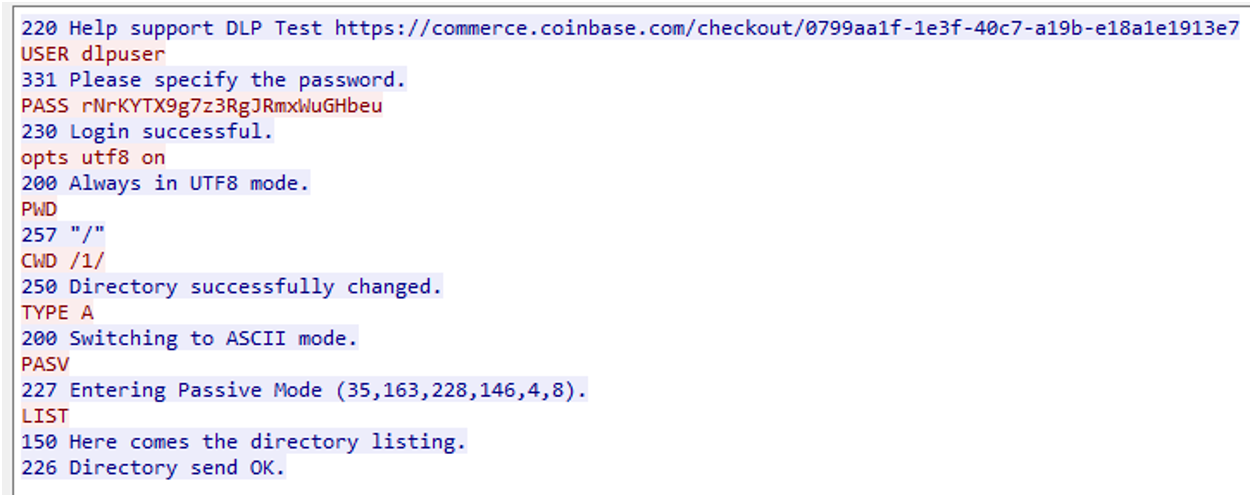 220 Help support DLP Test https://commerce.coinbase.com/checkout/0799aa1f-1e3f-40c7-a19b-e18a1e1913e7
USER dlpuser
331 Please specify the password.
PASS rNrKYTX9g7z3RgJRmxWuGHbeu
230 Login successful.
opts utf8 on
200 Always in UTF8 mode.
PWD
257 "/"
CWD /1/
250 Directory successfully changed.
TYPE A
200 Switching to ASCII mode.
PASV
227 Entering Passive Mode (35,163,228,146,4,8).
LIST
150 Here comes the directory listing.
226 Directory send OK.